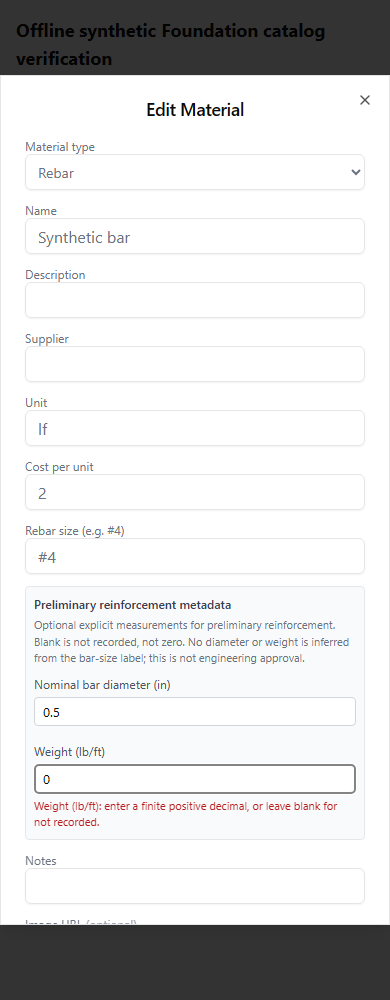 Offline synthetic Foundation catalog
verification
Edit Material
Material type
Rebar
Name
Synthetic bar
Description
Supplier
Unit
lf
Cost per unit
2
Rebar size (e.g. #4)
#4
Preliminary reinforcement metadata
Optional explicit measurements for preliminary reinforcement.
Blank is not recorded, not zero. No diameter or weight is inferred
from the bar-size label; this is not engineering approval.
Nominal bar diameter (in)
0.5
Weight (lb/ft)
0
Weight (lb/ft): enter a finite positive decimal, or leave blank for
not recorded.
Notes
Image URL (optional)